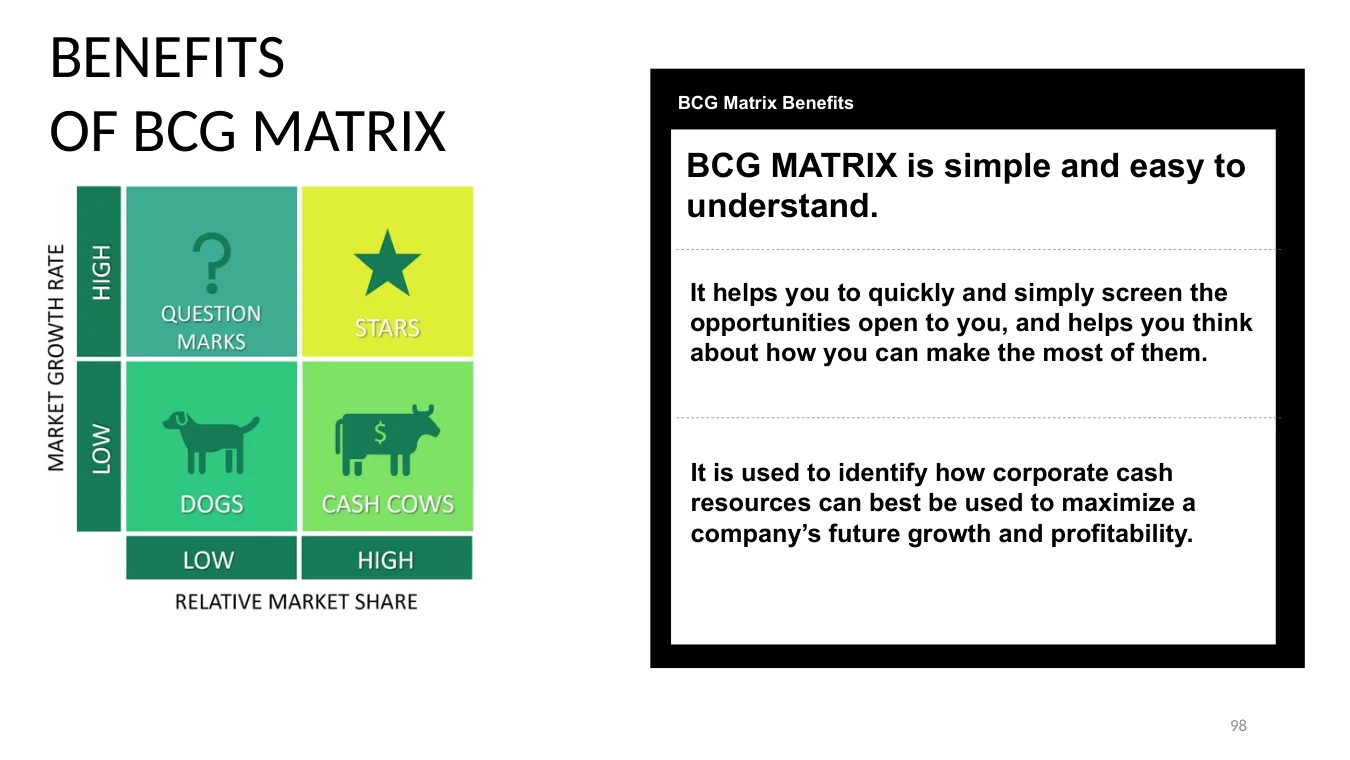 BENEFITS
OF BCG MATRIX
MARKET GROWTH RATE
HIGH
LOW
?
QUESTION
MARKS
STARS
DOGS
$
CASH COWS
LOW
HIGH
RELATIVE MARKET SHARE
BCG Matrix Benefits
BCG MATRIX is simple and easy to
understand.
It helps you to quickly and simply screen the
opportunities open to you, and helps you think
about how you can make the most of them.
It is used to identify how corporate cash
resources can best be used to maximize a
company’s future growth and profitability.
98